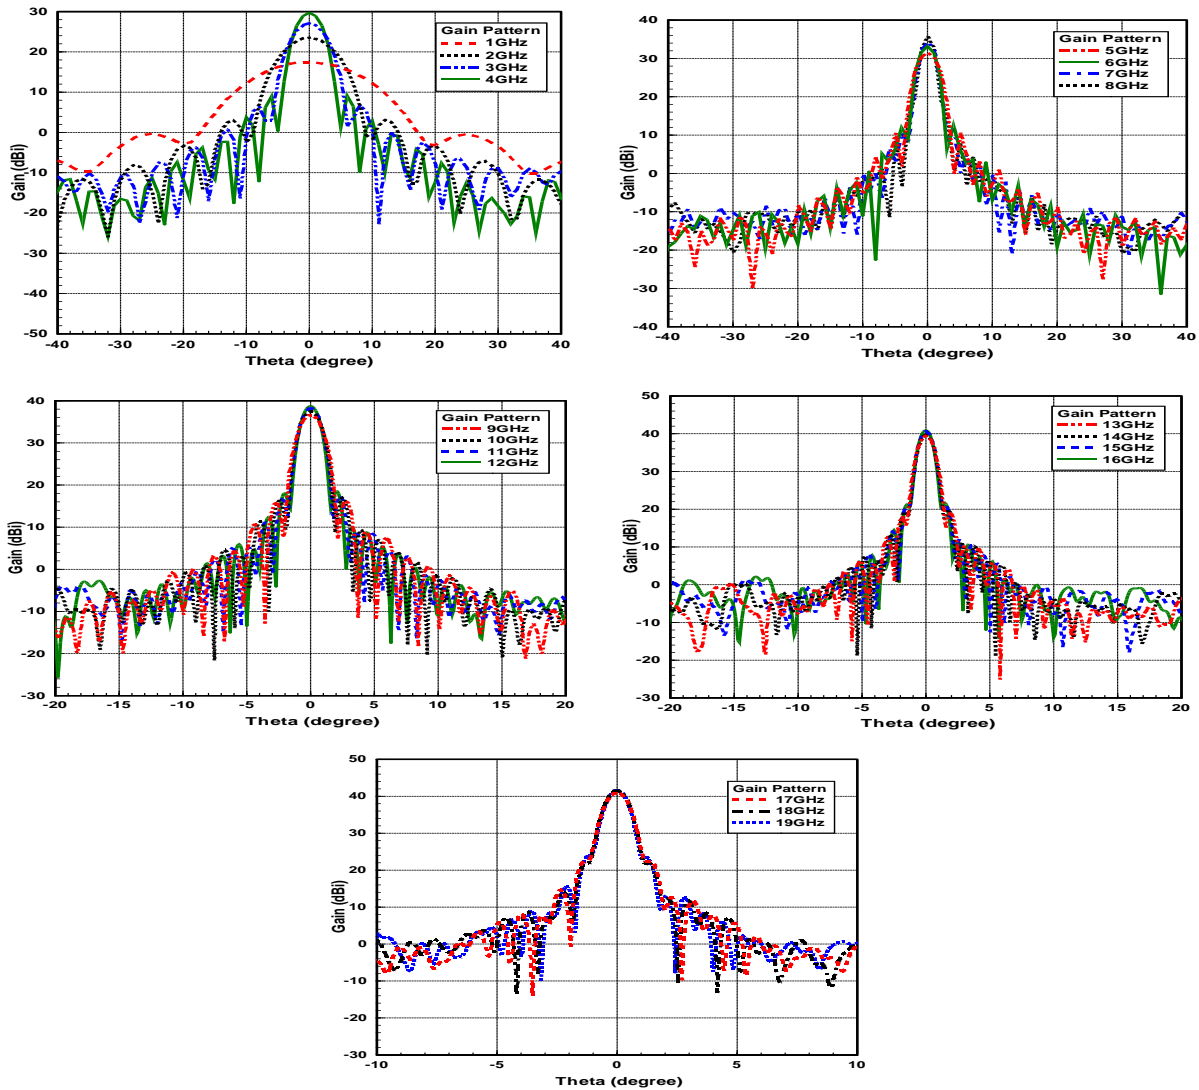 Gain Pattern
1GHz
2GHz
3GHz
4GHz
30
20
10
0
-10
-20
-30
-40
-50
Gain (dBi)
-40 -30 -20 -10 0 10 20 30 40
Theta (degree)
Gain Pattern
5GHz
6GHz
7GHz
8GHz
40
30
20
10
0
-10
-20
-30
-40
Gain (dBi)
-40 -30 -20 -10 0 10 20 30 40
Theta (degree)
Gain Pattern
9GHz
10GHz
11GHz
12GHz
40
30
20
10
0
-10
-20
-30
Gain (dBi)
-20 -15 -10 -5 0 5 10 15 20
Theta (degree)
Gain Pattern
13GHz
14GHz
15GHz
16GHz
50
40
30
20
10
0
-10
-20
-30
Gain (dBi)
-20 -15 -10 -5 0 5 10 15 20
Theta (degree)
Gain Pattern
17GHz
18GHz
19GHz
50
40
30
20
10
0
-10
-20
-30
Gain (dBi)
-10 -5 0 5 10
Theta (degree)